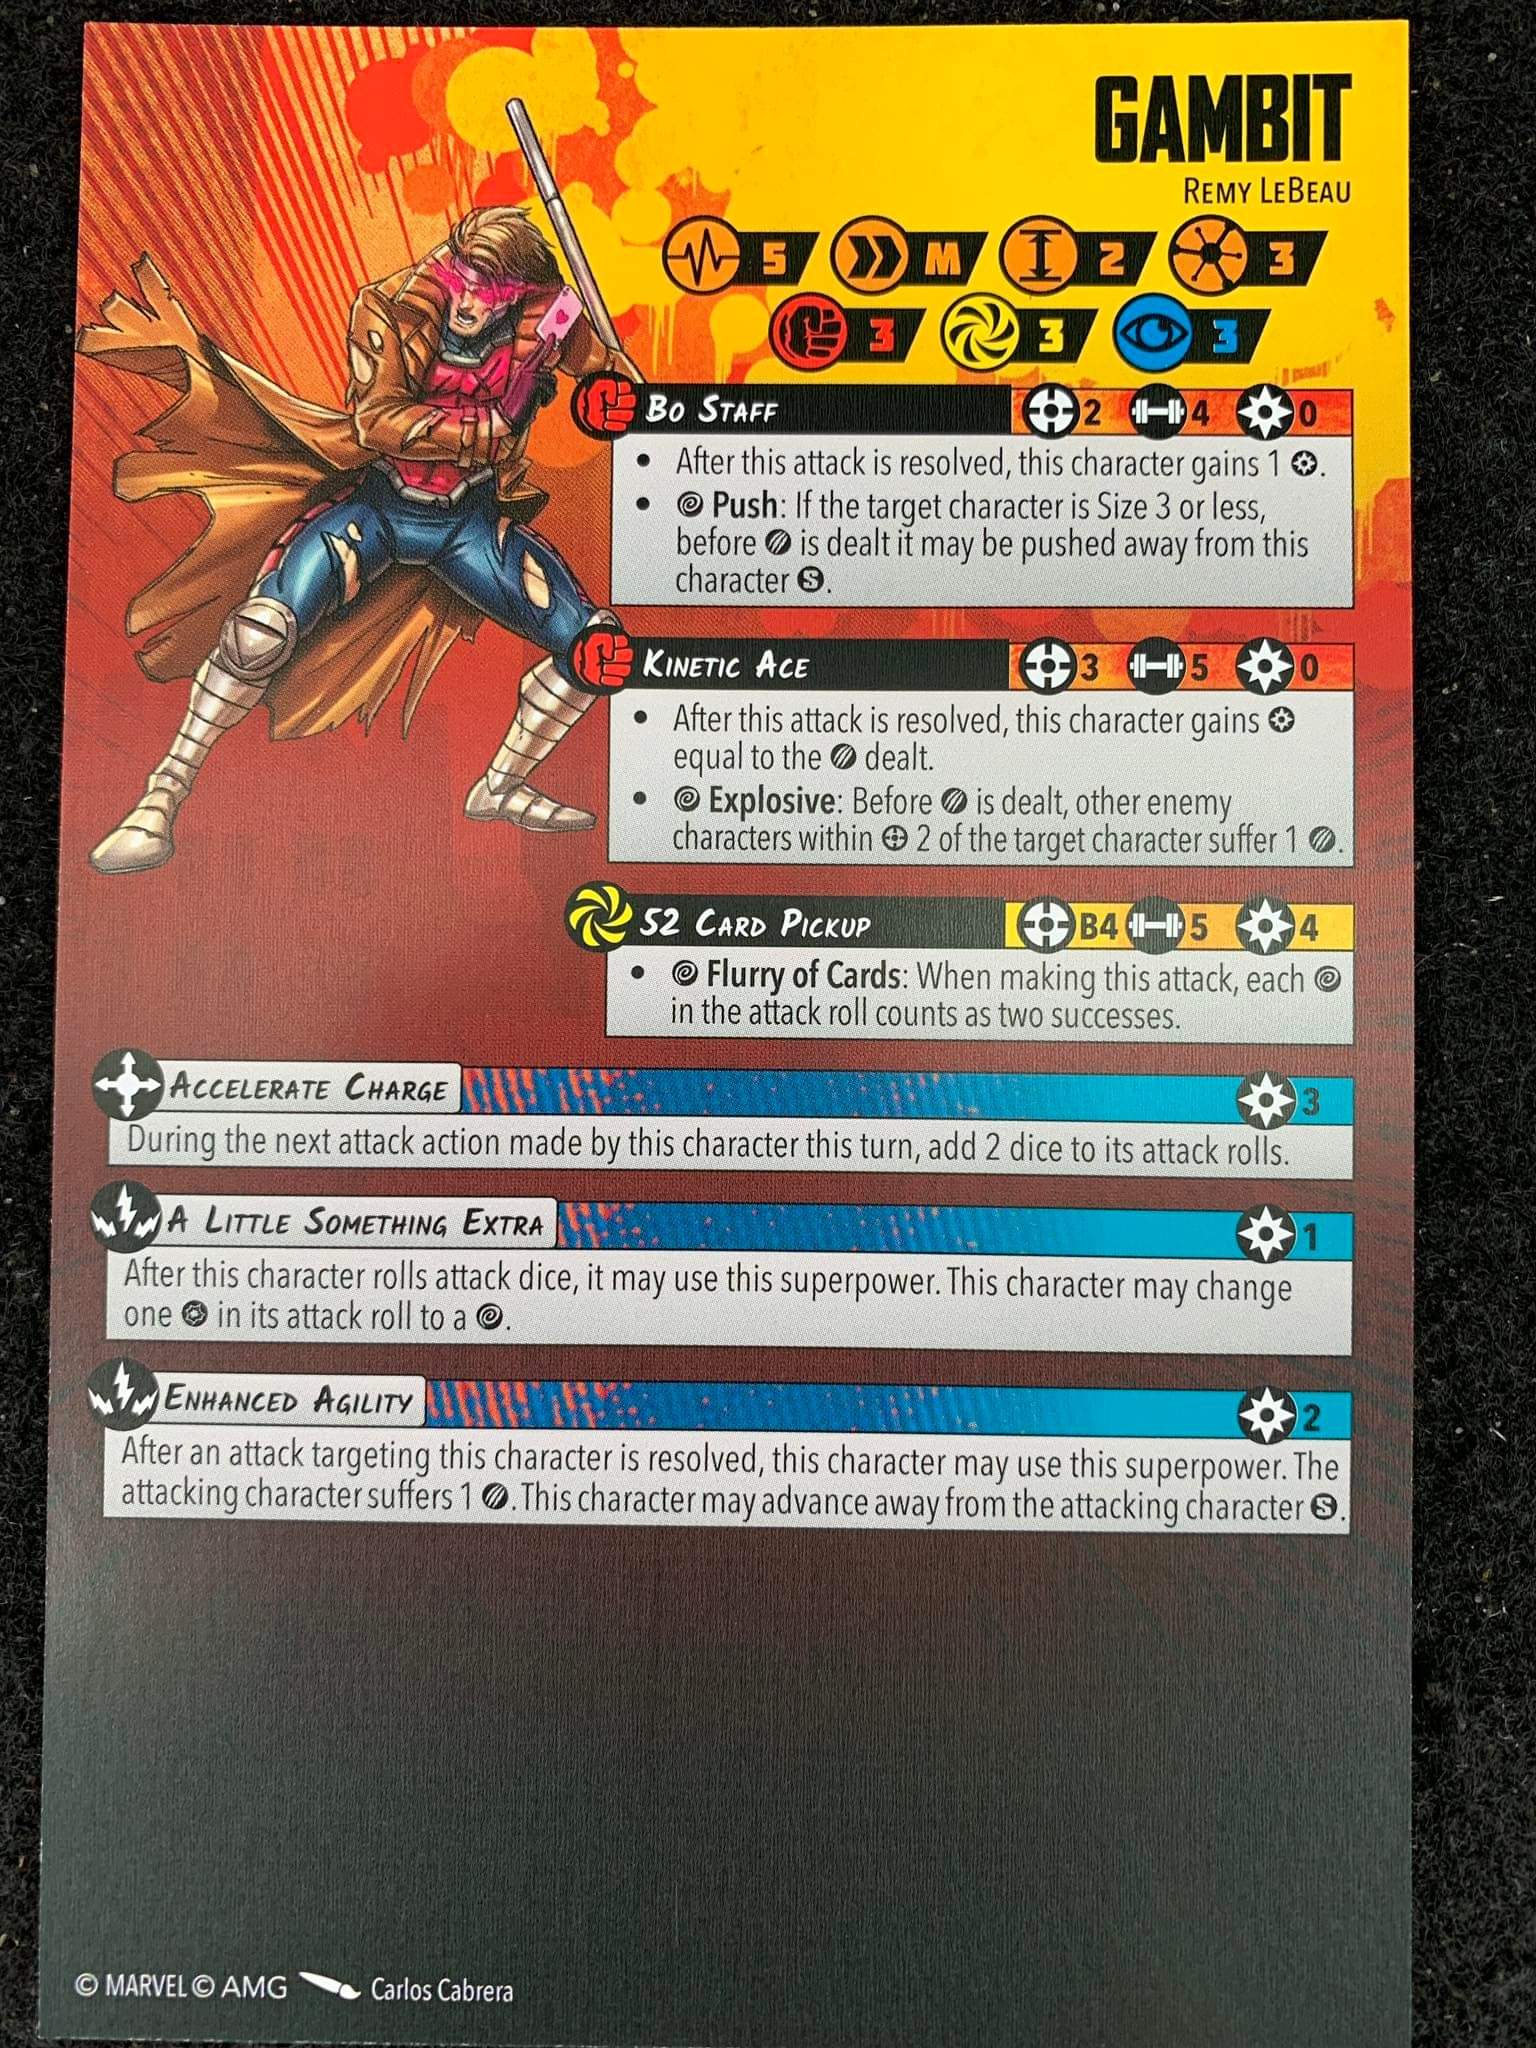 GAMBIT
REMY LEBEAU
5 M 2 3
3 3 3
BO STAFF 2 4 0
• After this attack is resolved, this character gains 1 .
• Push: If the target character is Size 3 or less,
before is dealt it may be pushed away from this
character S.
KINETIC ACE 3 5 0
• After this attack is resolved, this character gains
equal to the dealt.
• Explosive: Before is dealt, other enemy
characters within 2 of the target character suffer 1 .
52 CARD PICKUP B4 5 4
• Flurry of Cards: When making this attack, each
in the attack roll counts as two successes.
ACCELERATE CHARGE 3
During the next attack action made by this character this turn, add 2 dice to its attack rolls.
A LITTLE SOMETHING EXTRA 1
After this character rolls attack dice, it may use this superpower. This character may change
one in its attack roll to a .
ENHANCED AGILITY 2
After an attack targeting this character is resolved, this character may use this superpower. The
attacking character suffers 1 . This character may advance away from the attacking character S.
© MARVEL © AMG Carlos Cabrera